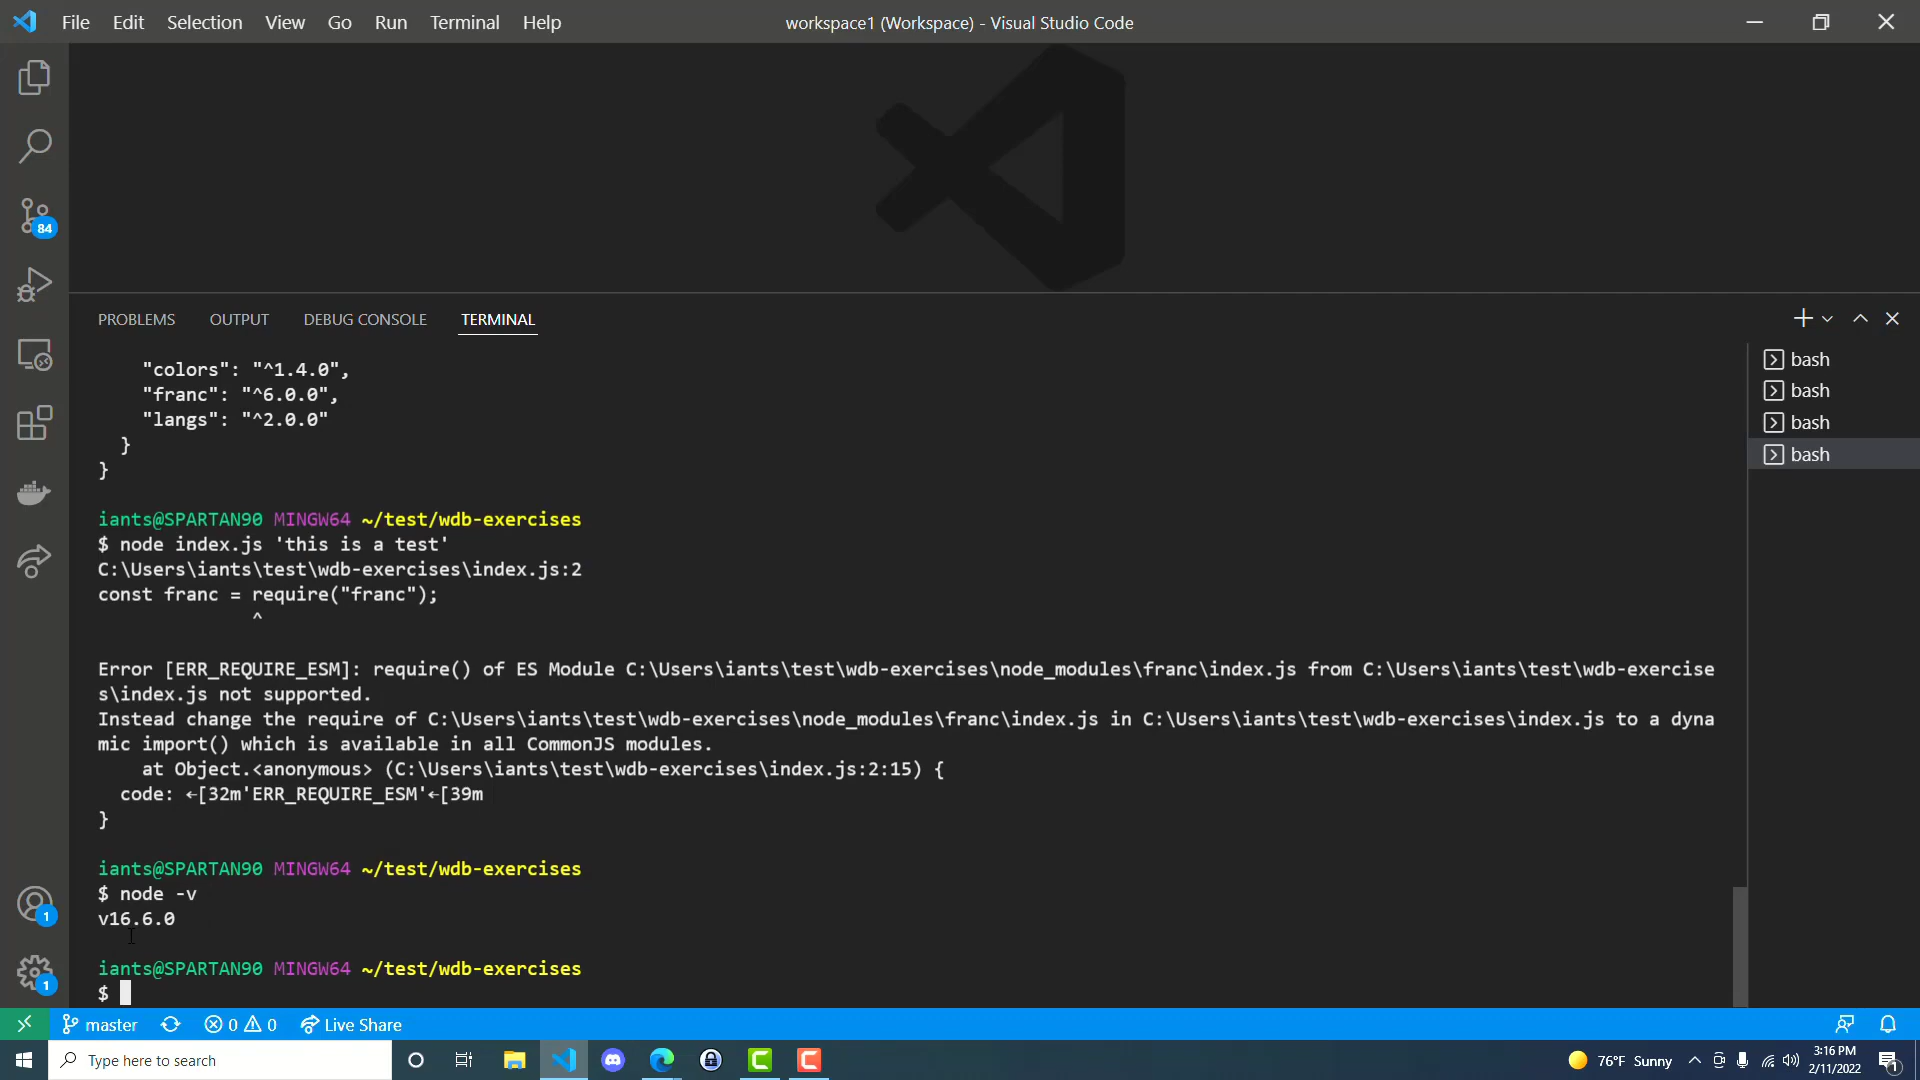 File Edit Selection View Go Run Terminal Help
workspace1 (Workspace) - Visual Studio Code
84
PROBLEMS OUTPUT DEBUG CONSOLE TERMINAL
"colors": "^1.4.0",
"franc": "^6.0.0",
"langs": "^2.0.0"
}
}
iants@SPARTAN90 MINGW64 ~/test/wdb-exercises
$ node index.js 'this is a test'
C:\Users\iants\test\wdb-exercises\index.js:2
const franc = require("franc");
^
Error [ERR_REQUIRE_ESM]: require() of ES Module C:\Users\iants\test\wdb-exercises\node_modules\franc\index.js from C:\Users\iants\test\wdb-exercise
s\index.js not supported.
Instead change the require of C:\Users\iants\test\wdb-exercises\node_modules\franc\index.js in C:\Users\iants\test\wdb-exercises\index.js to a dyna
mic import() which is available in all CommonJS modules.
at Object.<anonymous> (C:\Users\iants\test\wdb-exercises\index.js:2:15) {
code: ←[32m'ERR_REQUIRE_ESM'←[39m
}
iants@SPARTAN90 MINGW64 ~/test/wdb-exercises
$ node -v
v16.6.0
iants@SPARTAN90 MINGW64 ~/test/wdb-exercises
$
bash
bash
bash
bash
1
1
master 0 0 Live Share
Type here to search
76°F Sunny
3:16 PM
2/11/2022
1